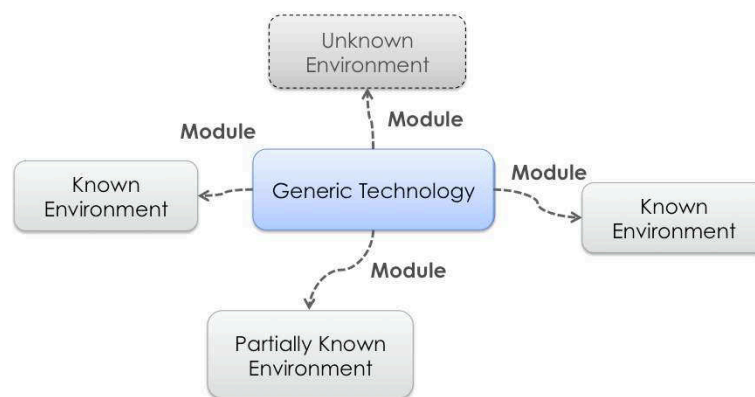 Unknown
Environment
Module
Module
Known
Environment
Generic Technology
Module
Known
Environment
Module
Partially Known
Environment